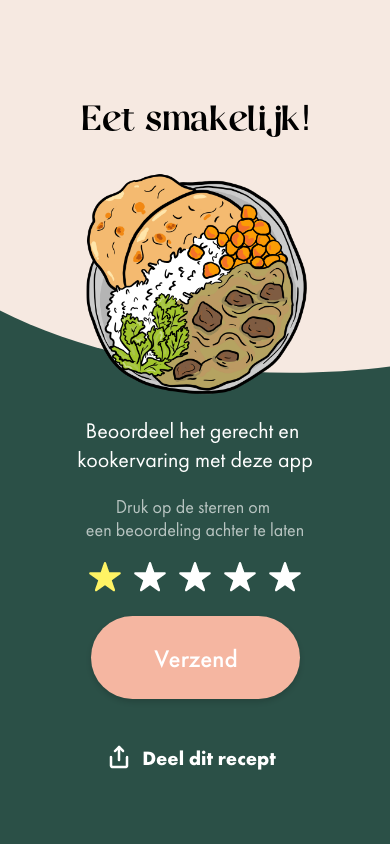 Eet smakelijk!
Beoordeel het gerecht en
kookervaring met deze app
Druk op de sterren om
een beoordeling achter te laten
Verzend
Deel dit recept